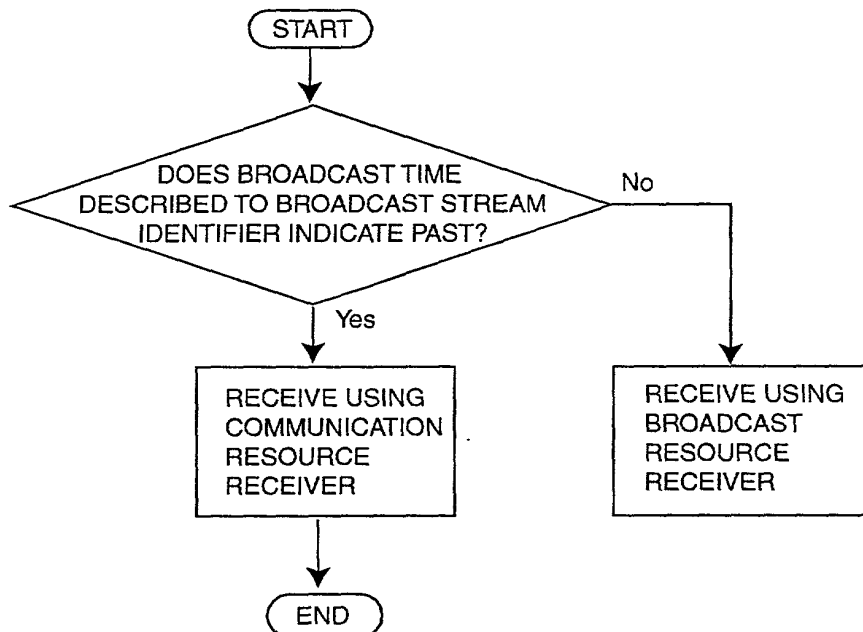 START
DOES BROADCAST TIME
DESCRIBED TO BROADCAST STREAM
IDENTIFIER INDICATE PAST?
No
Yes
RECEIVE USING
COMMUNICATION
RESOURCE
RECEIVER
RECEIVE USING
BROADCAST
RESOURCE
RECEIVER
END